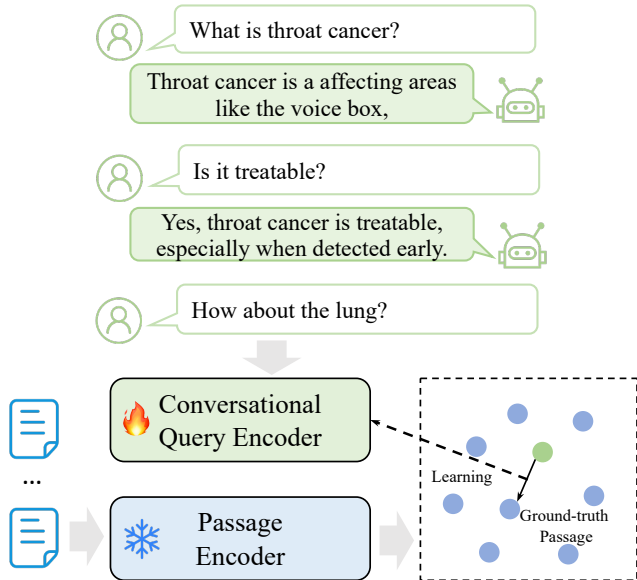 What is throat cancer?
Throat cancer is a affecting areas
like the voice box,
Is it treatable?
Yes, throat cancer is treatable,
especially when detected early.
How about the lung?
Conversational
Query Encoder
...
Passage
Encoder
Learning
Ground-truth
Passage